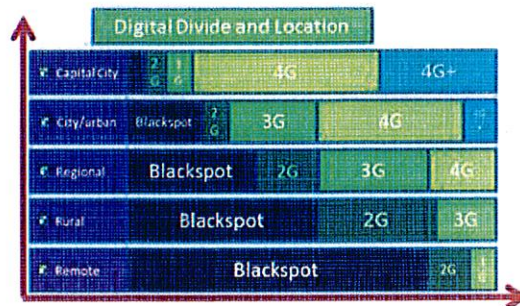 Digital Divide and Location
Capital City 2G 4G 4G+
City/urban Blackspot 2G 3G 4G
Regional Blackspot 2G 3G 4G
Rural Blackspot 2G 3G
Remote Blackspot 2G